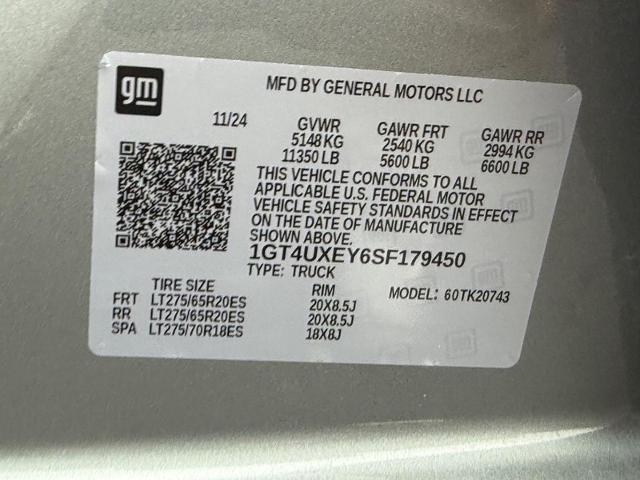 gm
MFD BY GENERAL MOTORS LLC
11/24 GVWR GAWR FRT GAWR RR
5148 KG 2540 KG 2994 KG
11350 LB 5600 LB 6600 LB
THIS VEHICLE CONFORMS TO ALL
APPLICABLE U.S. FEDERAL MOTOR
VEHICLE SAFETY STANDARDS IN EFFECT
ON THE DATE OF MANUFACTURE
SHOWN ABOVE.
1GT4UXEY6SF179450
TYPE: TRUCK
TIRE SIZE RIM MODEL: 60TK20743
FRT LT275/65R20ES 20X8.5J
RR LT275/65R20ES 20X8.5J
SPA LT275/70R18ES 18X8J